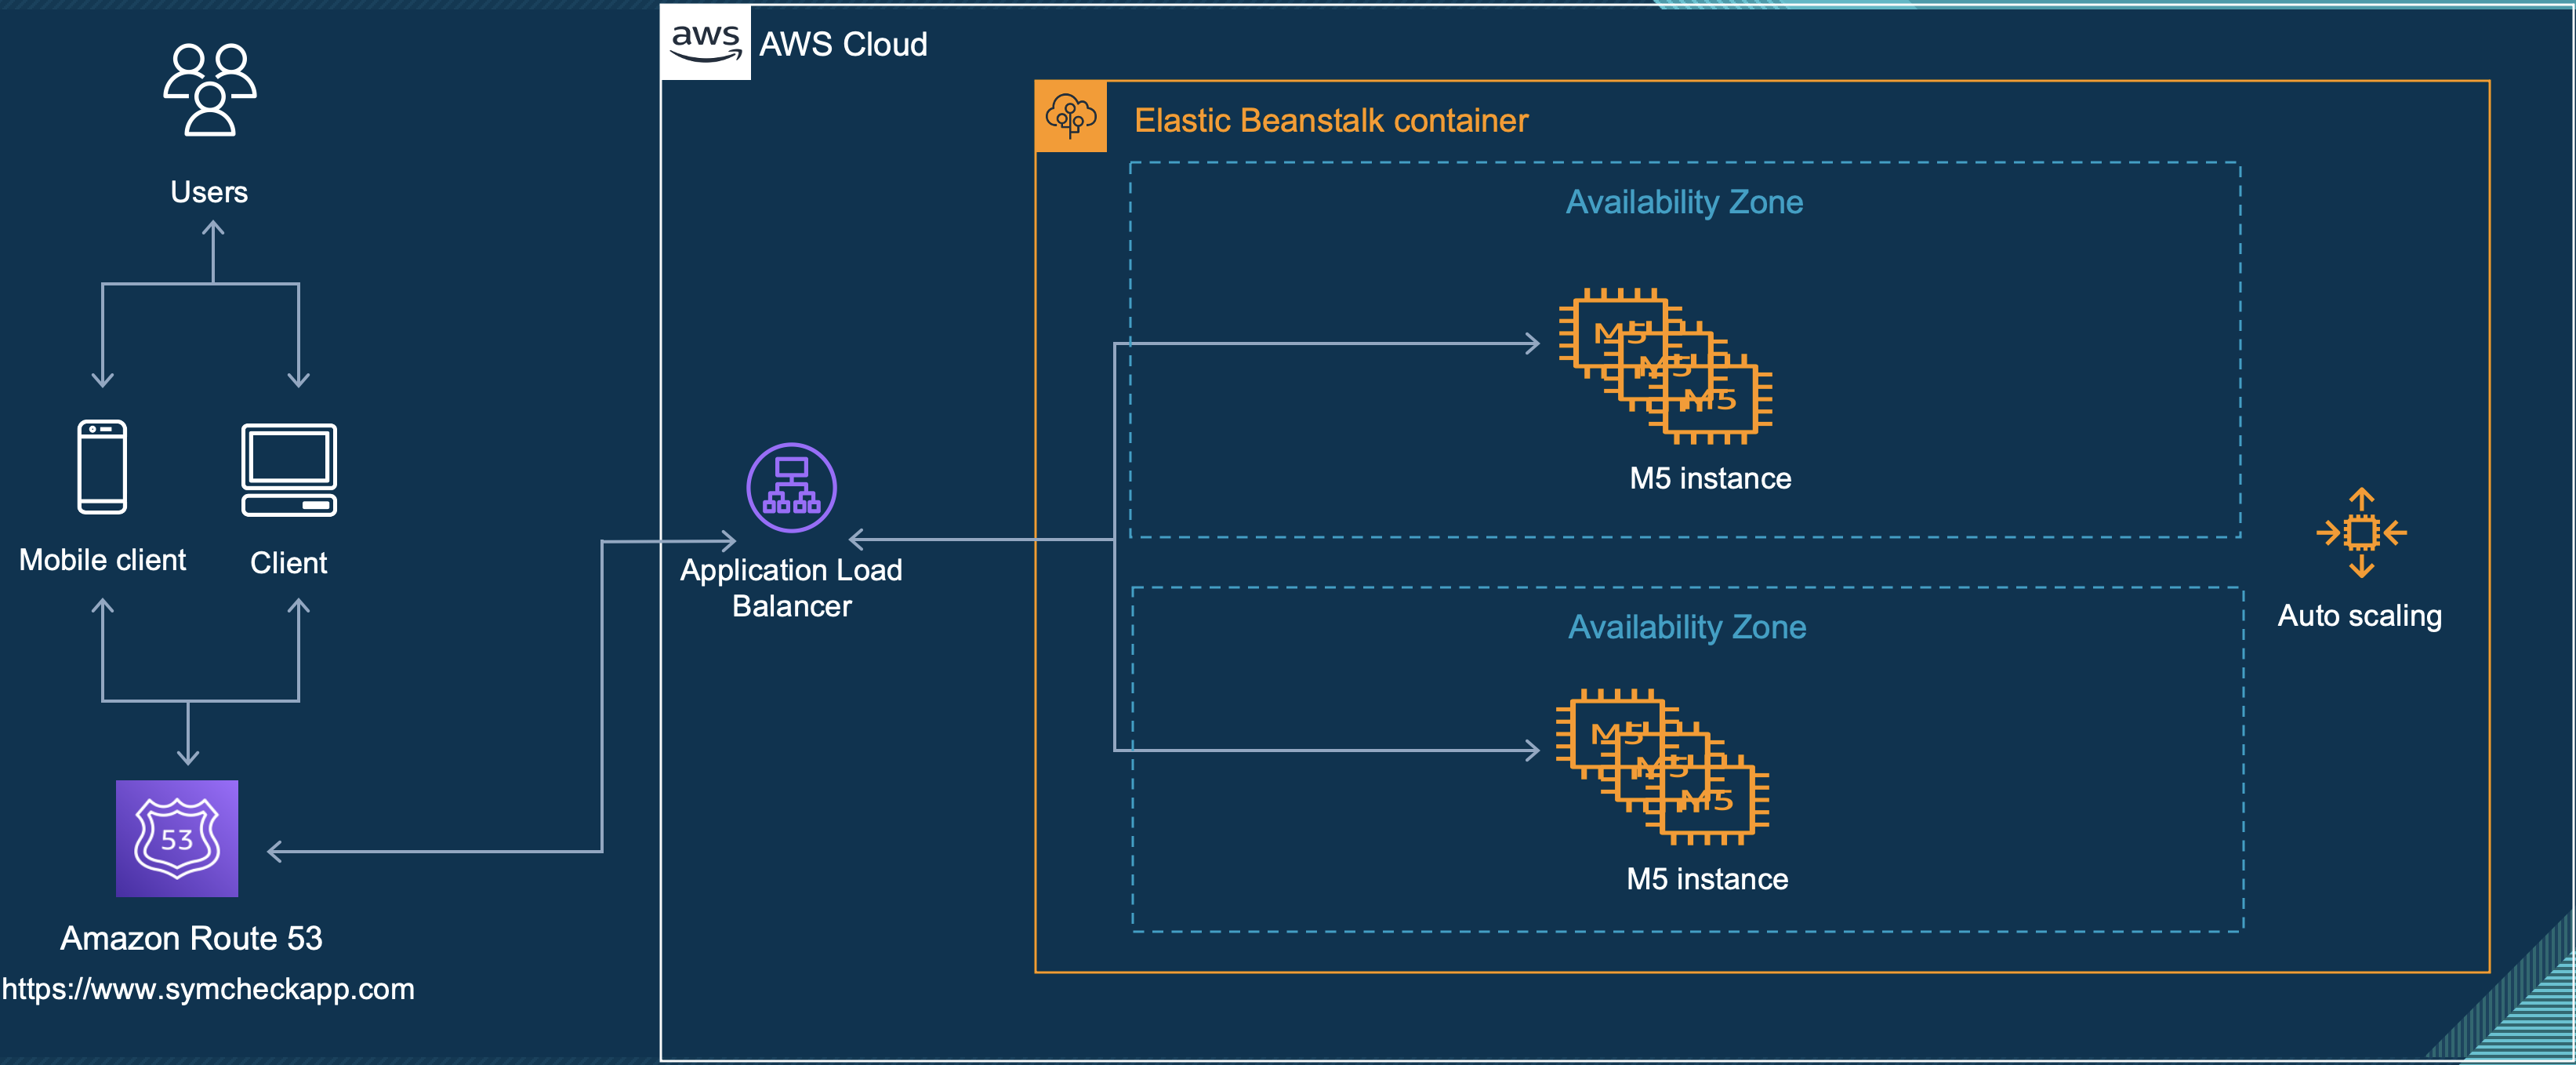 aws
AWS Cloud
Users
Mobile client
Client
53
Amazon Route 53
https://www.symcheckapp.com
Application Load
Balancer
Elastic Beanstalk container
Availability Zone
M5
M5
M5
M5 instance
Availability Zone
M5
M5
M5
M5 instance
Auto scaling